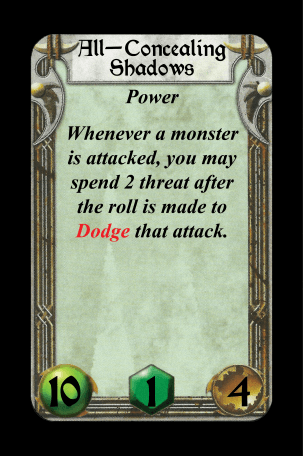 All-Concealing
Shadows
Power
Whenever a monster
is attacked, you may
spend 2 threat after
the roll is made to
Dodge that attack.
10 1 4